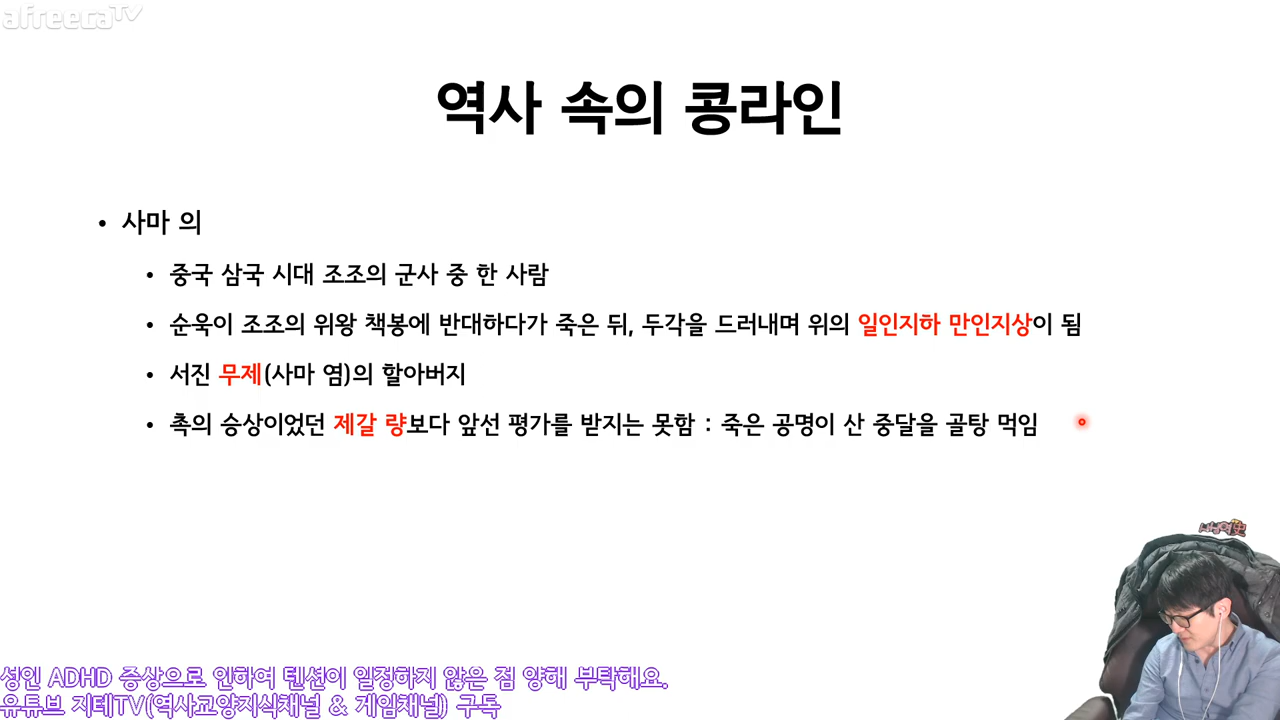 afreecaTV
역사 속의 콩라인
• 사마 의
• 중국 삼국 시대 조조의 군사 중 한 사람
• 순욱이 조조의 위왕 책봉에 반대하다가 죽은 뒤, 두각을 드러내며 위의 일인지하 만인지상이 됨
• 서진 무제(사마 염)의 할아버지
• 촉의 승상이었던 제갈 량보다 앞선 평가를 받지는 못함 : 죽은 공명이 산 중달을 골탕 먹임
성인 ADHD 증상으로 인하여 텐션이 일정하지 않은 점 양해 부탁해요.
유튜브 지테TV(역사교양지식채널 & 게임채널) 구독